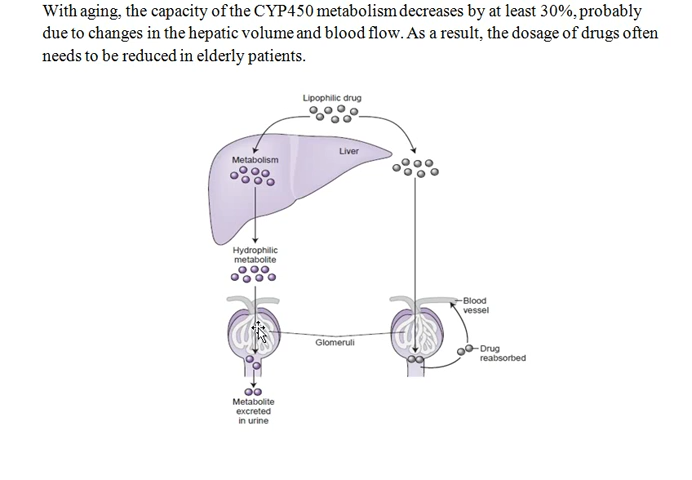 With aging, the capacity of the CYP450 metabolism decreases by at least 30%, probably
due to changes in the hepatic volume and blood flow. As a result, the dosage of drugs often
needs to be reduced in elderly patients.
Lipophilic drug
Liver
Metabolism
Hydrophilic
metabolite
Blood
vessel
Glomeruli
Drug
reabsorbed
Metabolite
excreted
in urine